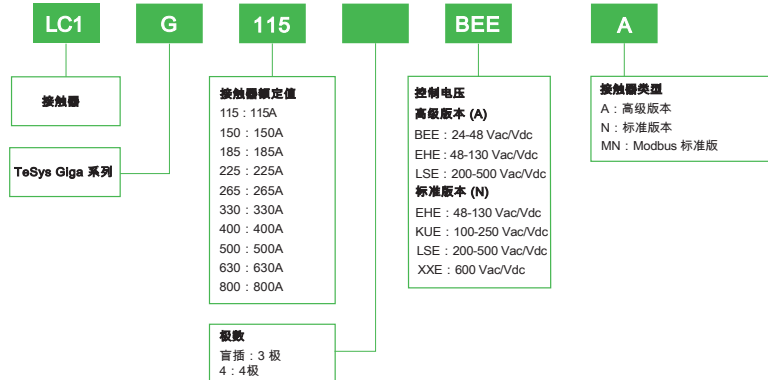 LC1
G
115
BEE
A
接触器
TeSys Giga 系列
接触器额定值
115：115A
150：150A
185：185A
225：225A
265：265A
330：330A
400：400A
500：500A
630：630A
800：800A
极数
盲插：3 极
4：4极
控制电压
高级版本 (A)
BEE：24-48 Vac/Vdc
EHE：48-130 Vac/Vdc
LSE：200-500 Vac/Vdc
标准版本 (N)
EHE：48-130 Vac/Vdc
KUE：100-250 Vac/Vdc
LSE：200-500 Vac/Vdc
XXE：600 Vac/Vdc
接触器类型
A：高级版本
N：标准版本
MN：Modbus 标准版